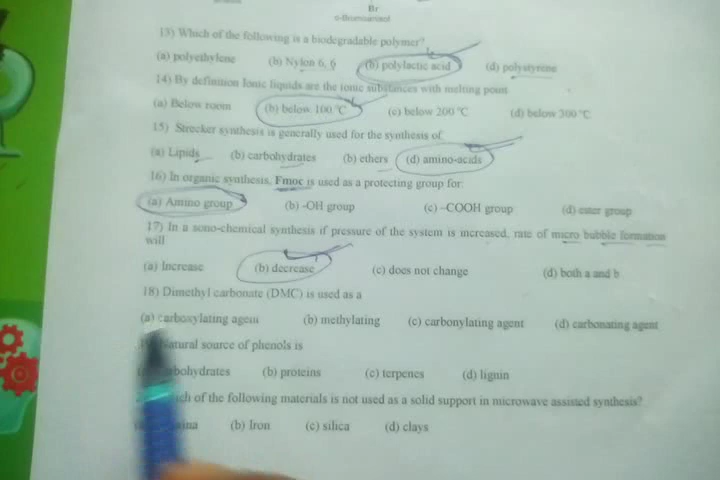 Br
o-Bromoanisol
13) Which of the following is a biodegradable polymer?
(a) polyethylene (b) Nylon 6, 6 (b) polylactic acid (d) polystyrene
14) By definition Ionic liquids are the ionic substances with melting point
(a) Below room (b) below 100 °C (c) below 200 °C (d) below 300 °C
15) Strecker synthesis is generally used for the synthesis of
(a) Lipids (b) carbohydrates (b) ethers (d) amino-acids
16) In organic synthesis, Fmoc is used as a protecting group for:
(a) Amino group (b) -OH group (c) -COOH group (d) ester group
17) In a sono-chemical synthesis if pressure of the system is increased, rate of micro bubble formation
will
(a) Increase (b) decrease (c) does not change (d) both a and b
18) Dimethyl carbonate (DMC) is used as a
(a) carboxylating agent (b) methylating (c) carbonylating agent (d) carbonating agent
Natural source of phenols is
(b) proteins (c) terpenes (d) lignin
of the following materials is not used as a solid support in microwave assisted synthesis?
(b) Iron (c) silica (d) clays